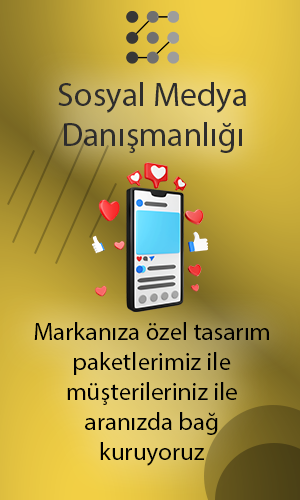 Sosyal Medya
Danışmanlığı
Markanıza özel tasarım
paketlerimiz ile
müşterileriniz ile
aranızda bağ
kuruyoruz